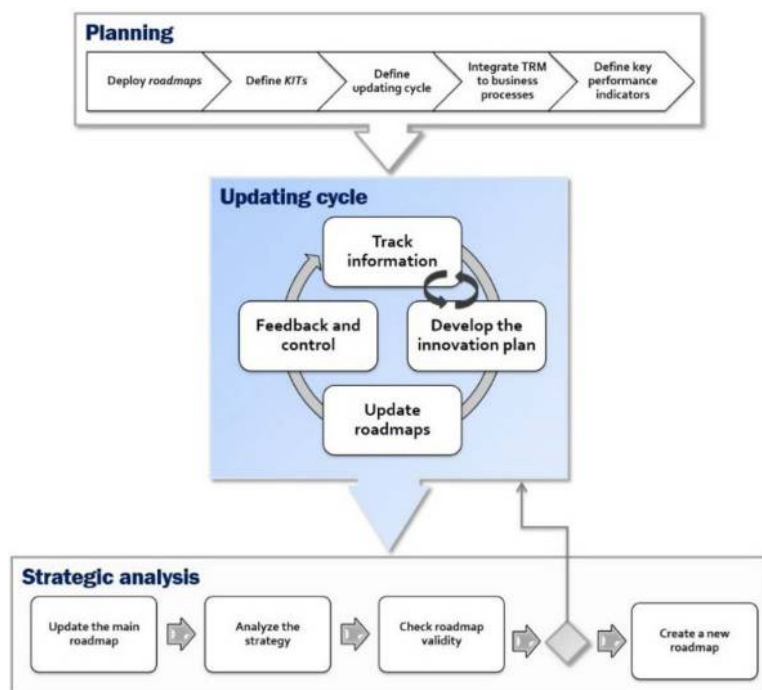 Planning
Deploy roadmaps
Define KITs
Define
updating cycle
Integrate TRM
to business
processes
Define key
performance
indicators
Updating cycle
Track
information
Feedback and
control
Develop the
innovation plan
Update
roadmaps
Strategic analysis
Update the main
roadmap
Analyze the
strategy
Check roadmap
validity
Create a new
roadmap